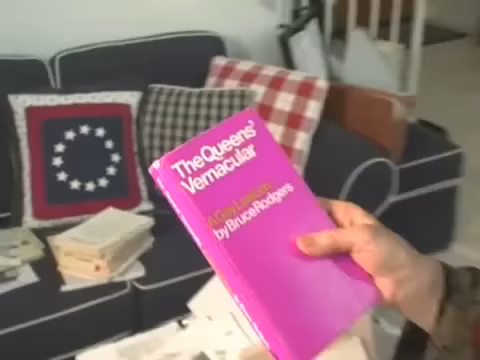 The Queens'
Vernacular
A Gay Lexicon
by Bruce Rodgers